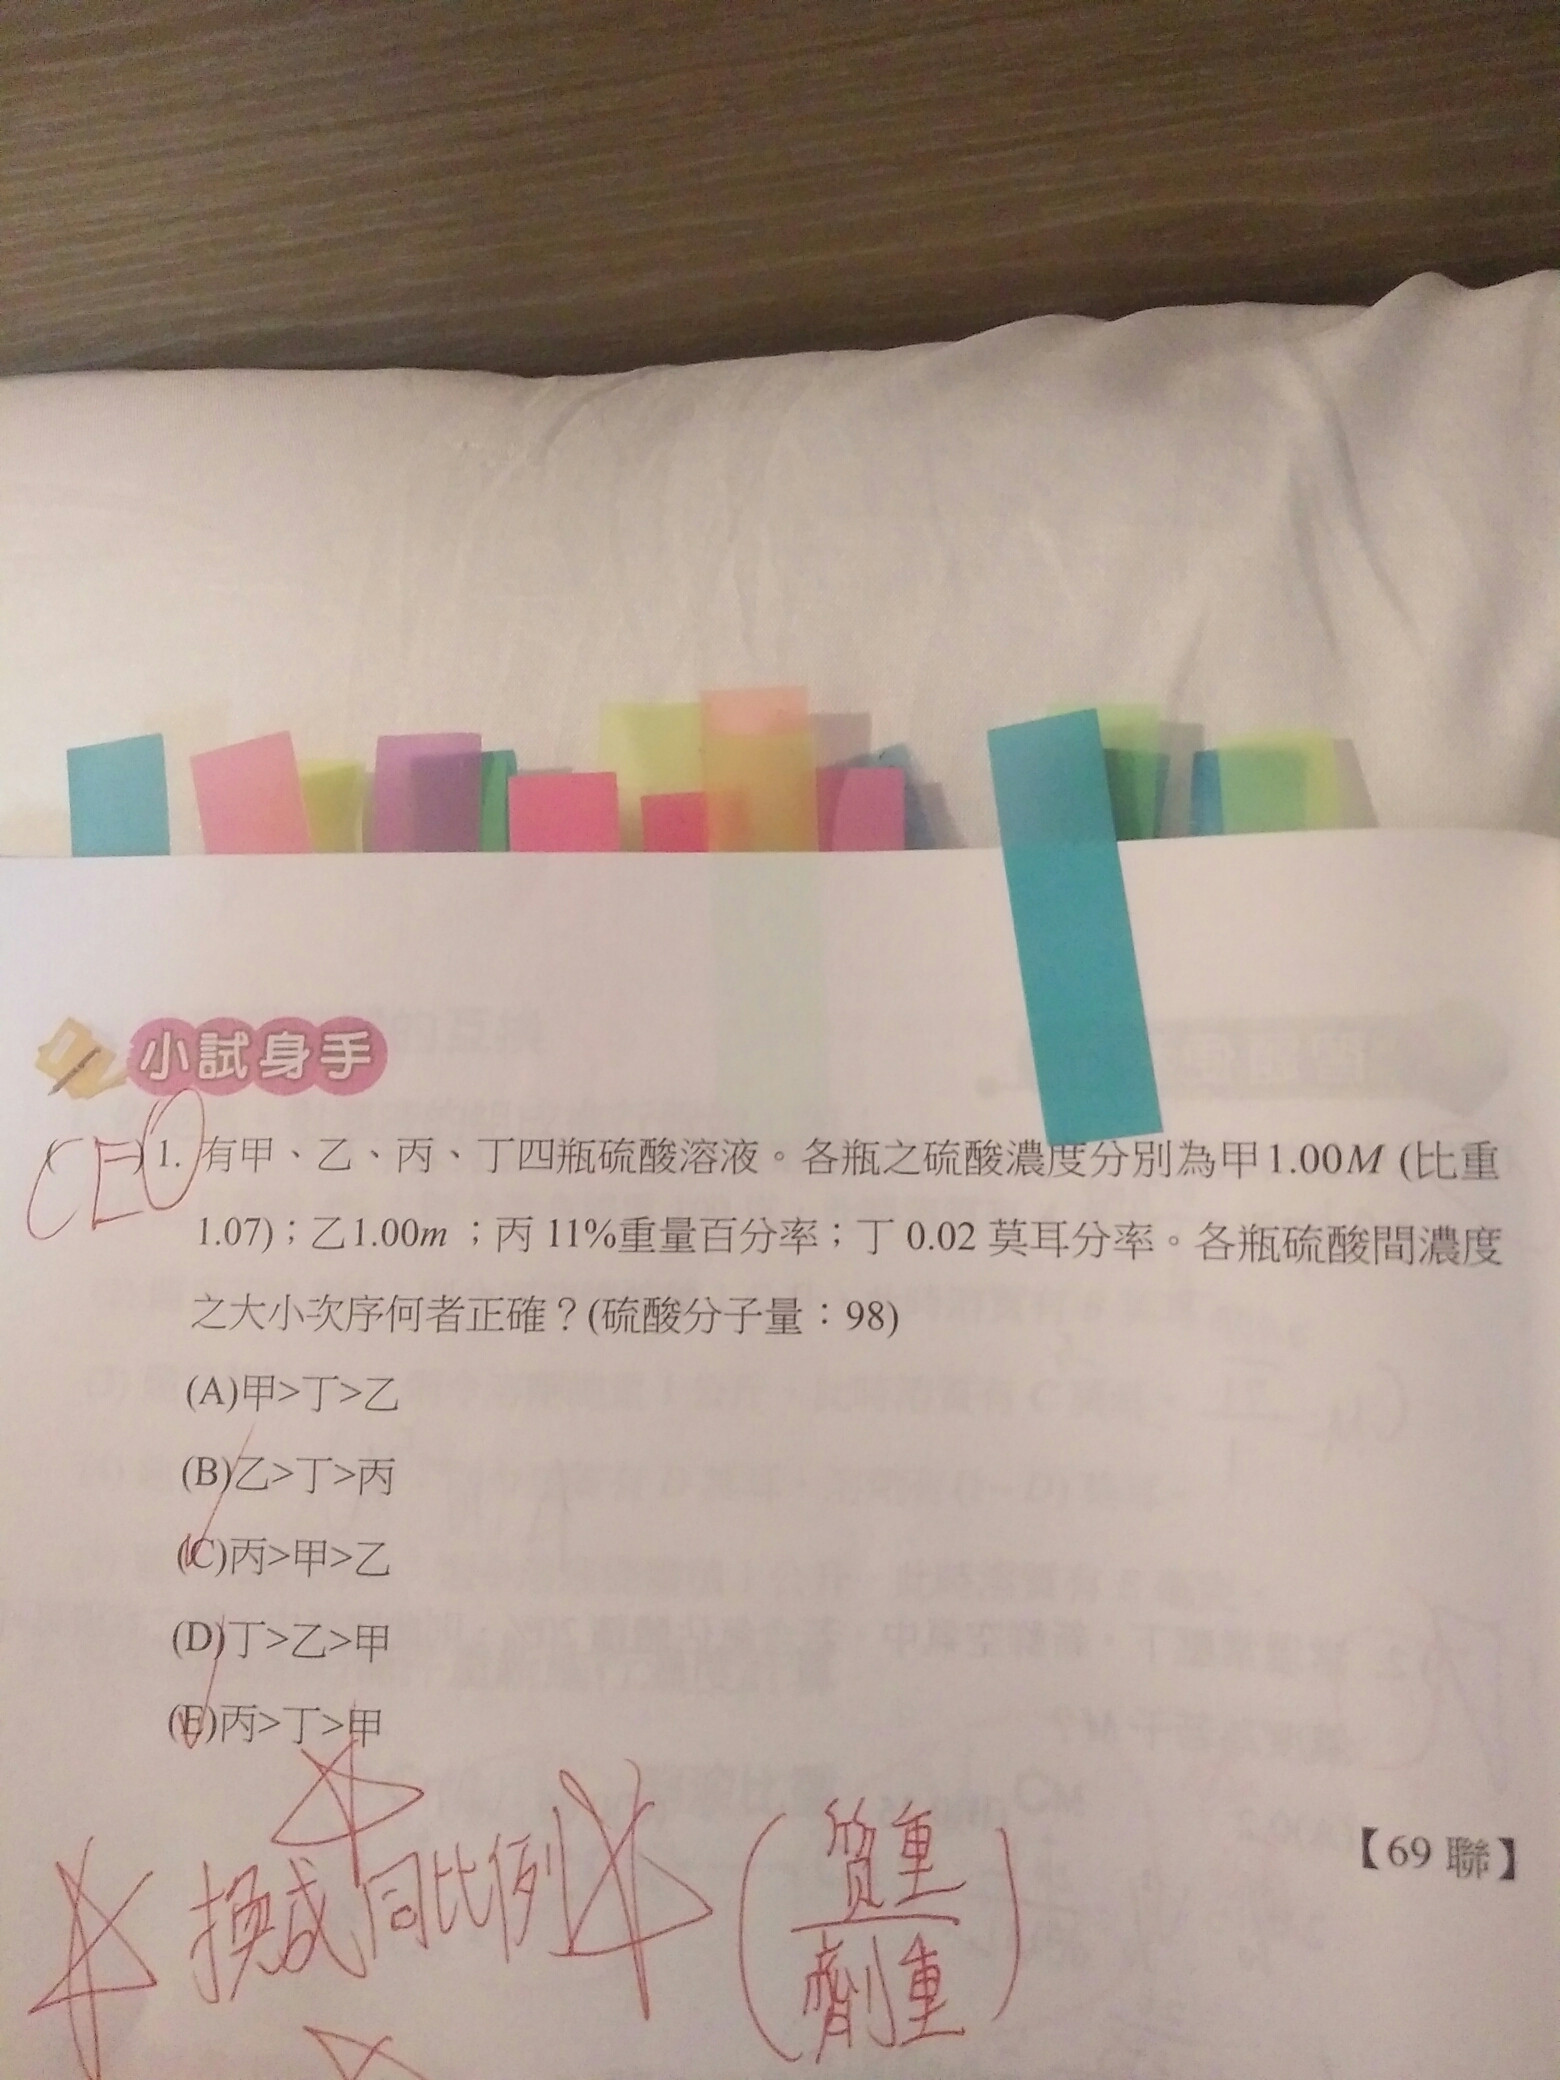 小試身手
(CE)1. 有甲、乙、丙、丁四瓶硫酸溶液。各瓶之硫酸濃度分別為甲1.00M (比重
1.07)；乙1.00m；丙 11%重量百分率；丁 0.02 莫耳分率。各瓶硫酸間濃度
之大小次序何者正確？(硫酸分子量：98)
(A)甲>丁>乙
(B)乙>丁>丙
(C)丙>甲>乙
(D)丁>乙>甲
(E)丙>丁>甲
【69 聯】
換成同比例 (質重
劑重)